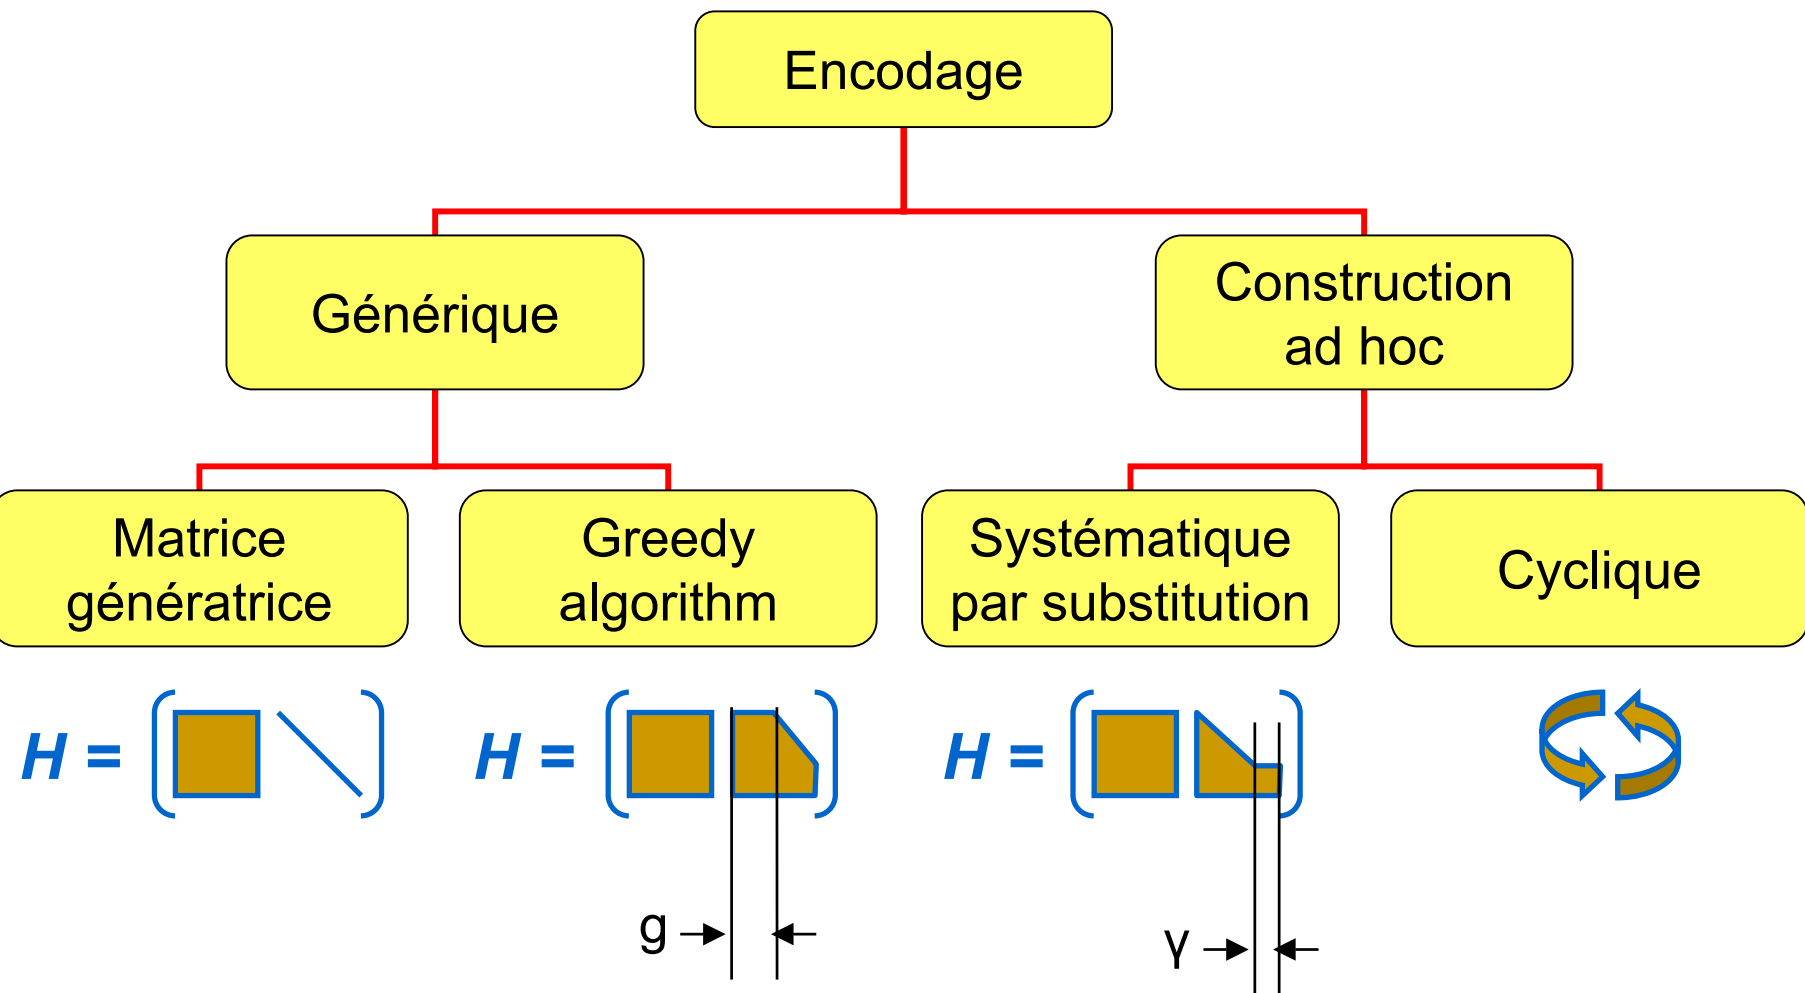 Encodage
Générique
Construction
ad hoc
Matrice
génératrice
Greedy
algorithm
Systématique
par substitution
Cyclique
H =
H =
H =
g
γ